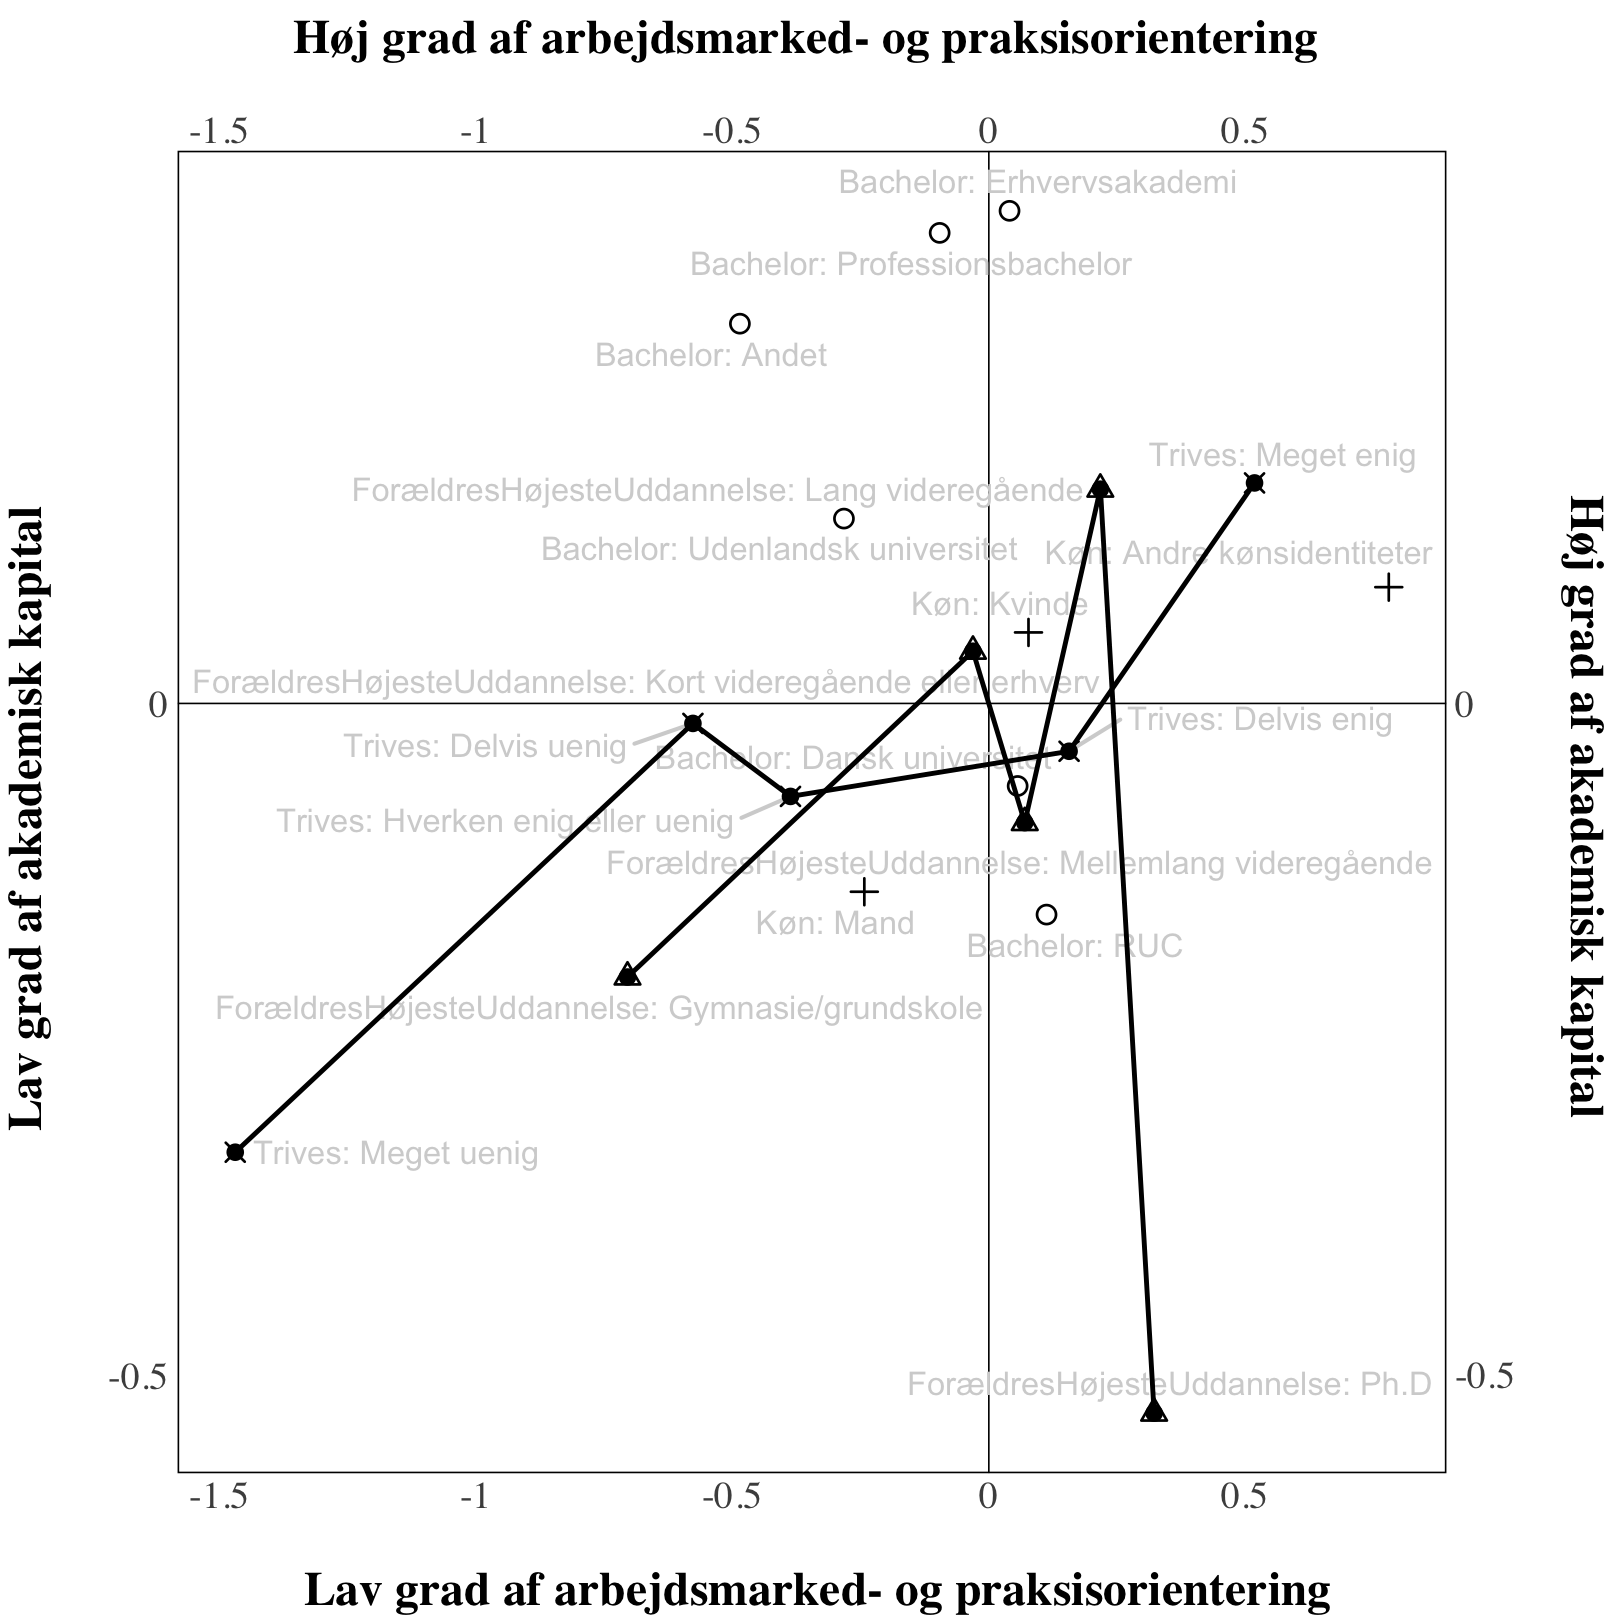 Høj grad af arbejdsmarked- og praksisorientering
-1.5 -1 -0.5 0 0.5
Bachelor: Erhvervsakademi
Bachelor: Professionsbachelor
Bachelor: Andet
Trives: Meget enig
ForældresHøjesteUddannelse: Lang videregående
Bachelor: Udenlandsk universitet
Køn: Andre kønsidentiteter
Køn: Kvinde
ForældresHøjesteUddannelse: Kort videregående eller erhverv
0
0
Trives: Delvis enig
Trives: Delvis uenig
Bachelor: Dansk universitet
Trives: Hverken enig eller uenig
ForældresHøjesteUddannelse: Mellemlang videregående
Køn: Mand
Bachelor: RUC
ForældresHøjesteUddannelse: Gymnasie/grundskole
Trives: Meget uenig
-0.5
-0.5
ForældresHøjesteUddannelse: Ph.D
-1.5 -1 -0.5 0 0.5
Lav grad af akademisk kapital
Høj grad af akademisk kapital
Lav grad af arbejdsmarked- og praksisorientering